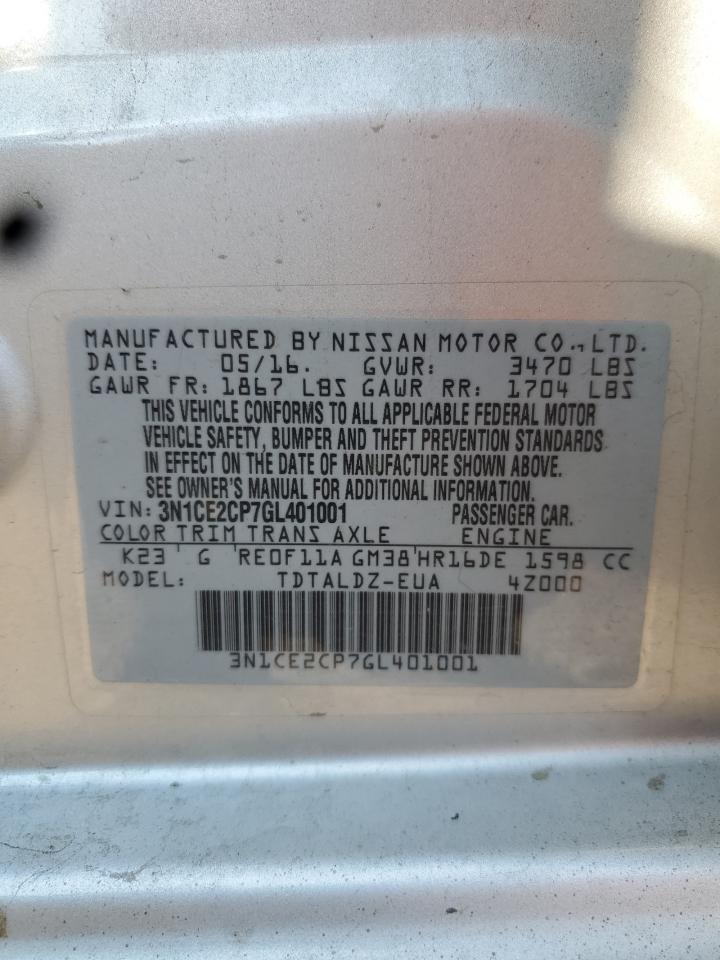 MANUFACTURED BY NISSAN MOTOR CO., LTD.
DATE: 05/16. GVWR: 3470 LBS
GAWR FR: 1867 LBS GAWR RR: 1704 LBS
THIS VEHICLE CONFORMS TO ALL APPLICABLE FEDERAL MOTOR
VEHICLE SAFETY, BUMPER AND THEFT PREVENTION STANDARDS
IN EFFECT ON THE DATE OF MANUFACTURE SHOWN ABOVE.
SEE OWNER'S MANUAL FOR ADDITIONAL INFORMATION.
VIN: 3N1CE2CP7GL401001 PASSENGER CAR.
COLOR TRIM TRANS AXLE ENGINE
K23 G RE0F11A GM38 HR16DE 1598 CC
MODEL: TDTALDZ-EUA 4Z000
3N1CE2CP7GL401001